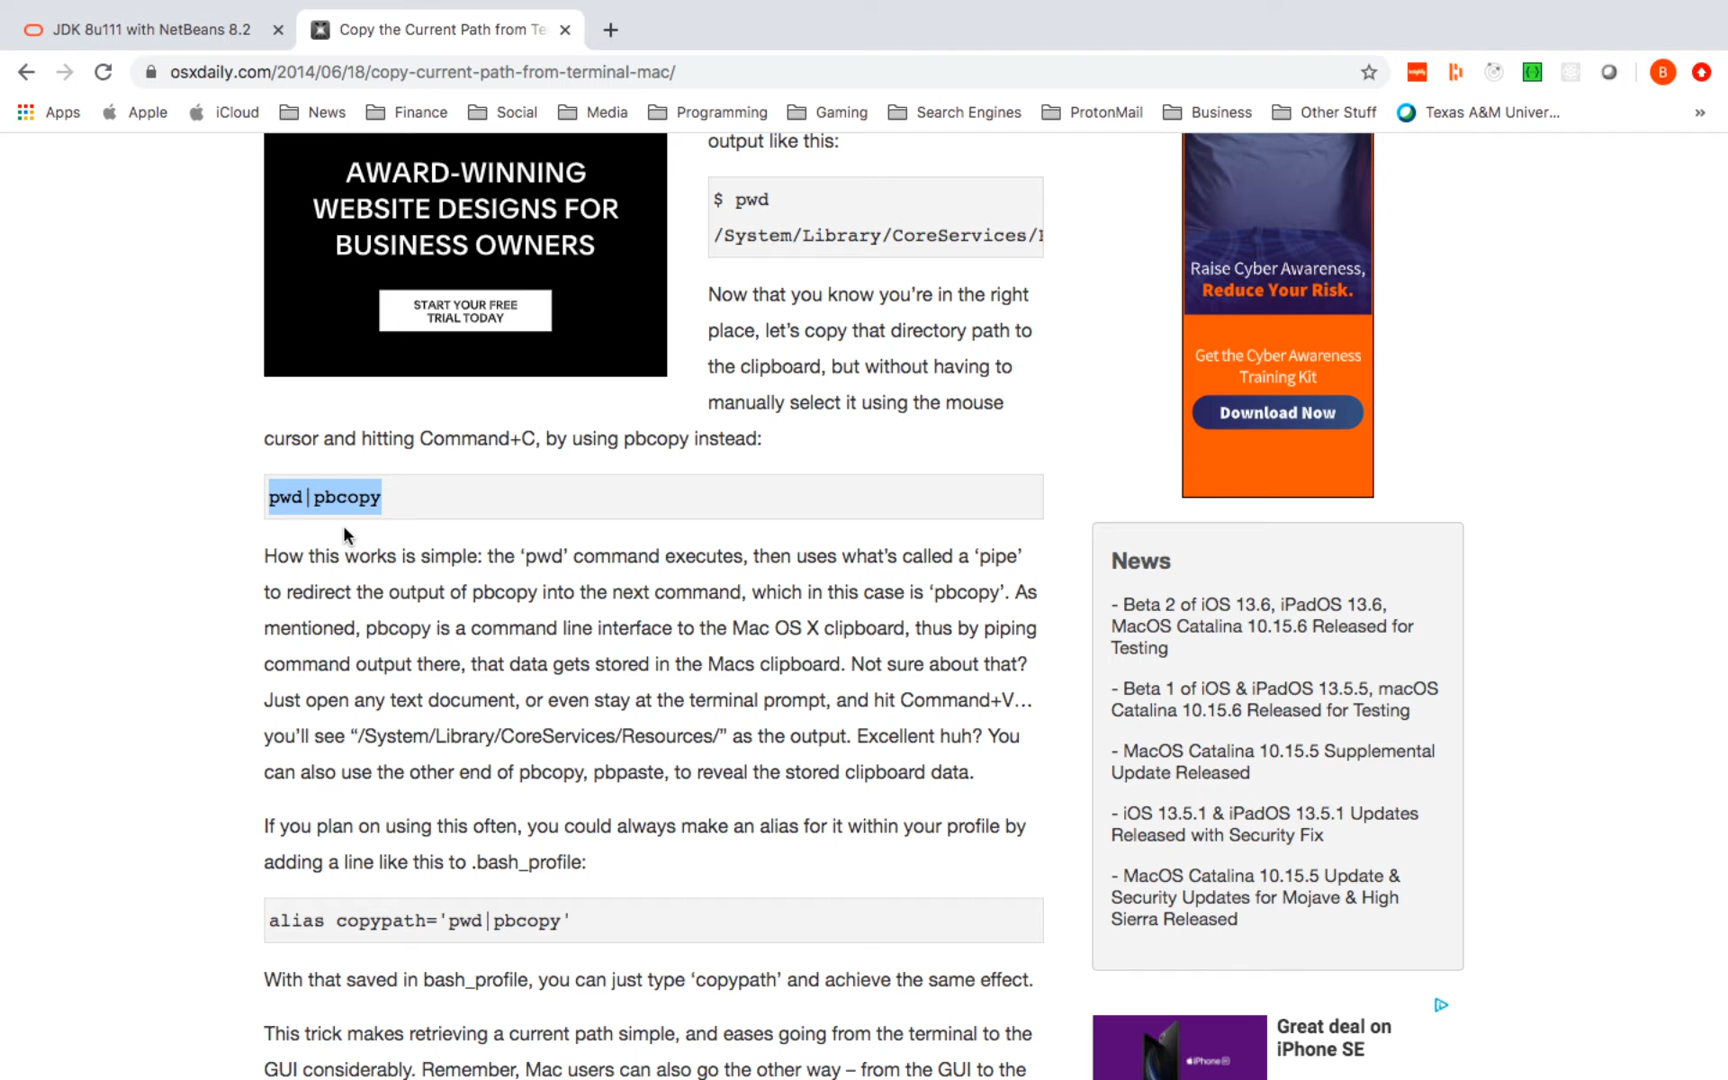 JDK 8u111 with NetBeans 8.2
Copy the Current Path from Te
osxdaily.com/2014/06/18/copy-current-path-from-terminal-mac/
B
Apps
Apple
iCloud
News
Finance
Social
Media
Programming
Gaming
Search Engines
ProtonMail
Business
Other Stuff
Texas A&M Univer...
»
AWARD-WINNING
WEBSITE DESIGNS FOR
BUSINESS OWNERS
START YOUR FREE
TRIAL TODAY
output like this:
$ pwd
/System/Library/CoreServices/
Now that you know you’re in the right
place, let’s copy that directory path to
the clipboard, but without having to
manually select it using the mouse
cursor and hitting Command+C, by using pbcopy instead:
pwd|pbcopy
How this works is simple: the ‘pwd’ command executes, then uses what’s called a ‘pipe’
to redirect the output of pbcopy into the next command, which in this case is ‘pbcopy’. As
mentioned, pbcopy is a command line interface to the Mac OS X clipboard, thus by piping
command output there, that data gets stored in the Macs clipboard. Not sure about that?
Just open any text document, or even stay at the terminal prompt, and hit Command+V…
you’ll see “/System/Library/CoreServices/Resources/” as the output. Excellent huh? You
can also use the other end of pbcopy, pbpaste, to reveal the stored clipboard data.
If you plan on using this often, you could always make an alias for it within your profile by
adding a line like this to .bash_profile:
alias copypath='pwd|pbcopy'
With that saved in bash_profile, you can just type ‘copypath’ and achieve the same effect.
This trick makes retrieving a current path simple, and eases going from the terminal to the
GUI considerably. Remember, Mac users can also go the other way – from the GUI to the
Raise Cyber Awareness,
Reduce Your Risk.
Get the Cyber Awareness
Training Kit
Download Now
News
- Beta 2 of iOS 13.6, iPadOS 13.6,
MacOS Catalina 10.15.6 Released for
Testing
- Beta 1 of iOS & iPadOS 13.5.5, macOS
Catalina 10.15.6 Released for Testing
- MacOS Catalina 10.15.5 Supplemental
Update Released
- iOS 13.5.1 & iPadOS 13.5.1 Updates
Released with Security Fix
- MacOS Catalina 10.15.5 Update &
Security Updates for Mojave & High
Sierra Released
iPhone SE
Great deal on
iPhone SE